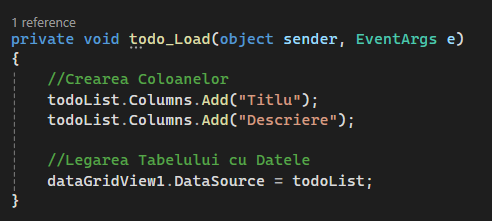 1 reference
private void todo_Load(object sender, EventArgs e)
{
//Crearea Coloanelor
todoList.Columns.Add("Titlu");
todoList.Columns.Add("Descriere");
//Legarea Tabelului cu Datele
dataGridView1.DataSource = todoList;
}